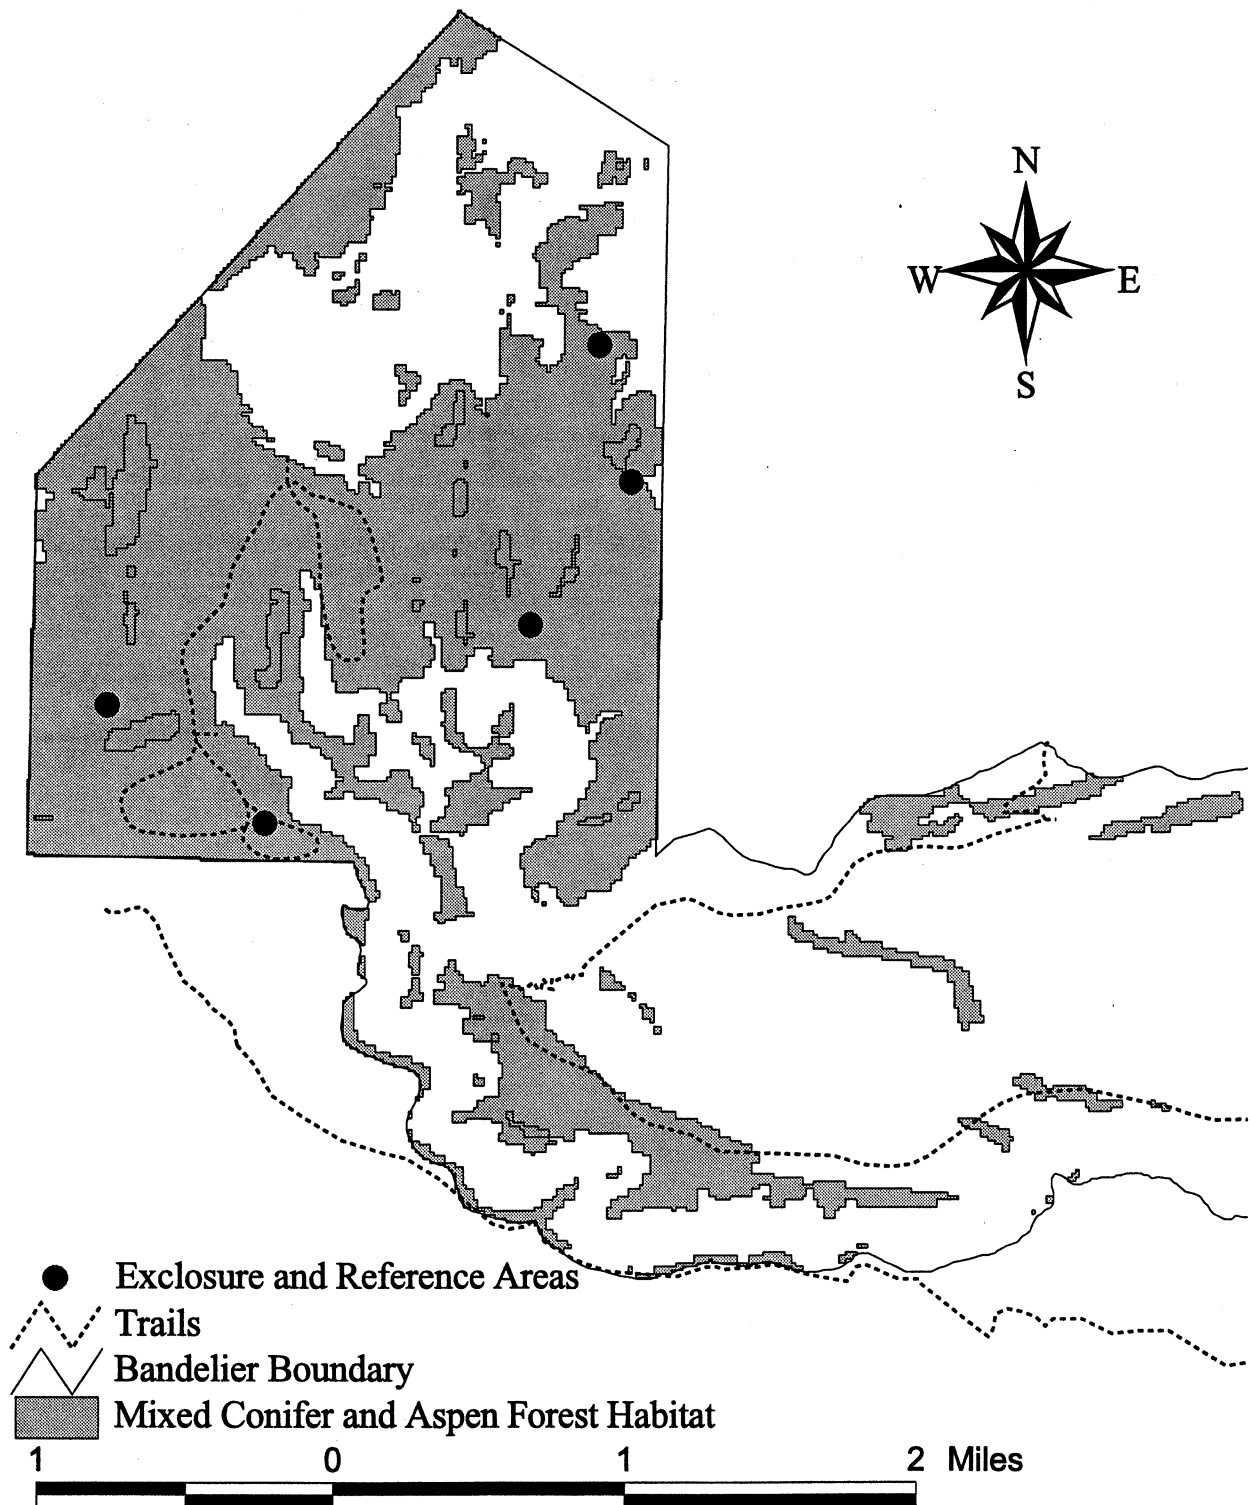 N
W E
S
Exclosure and Reference Areas
Trails
Bandelier Boundary
Mixed Conifer and Aspen Forest Habitat
1 0 1 2 Miles